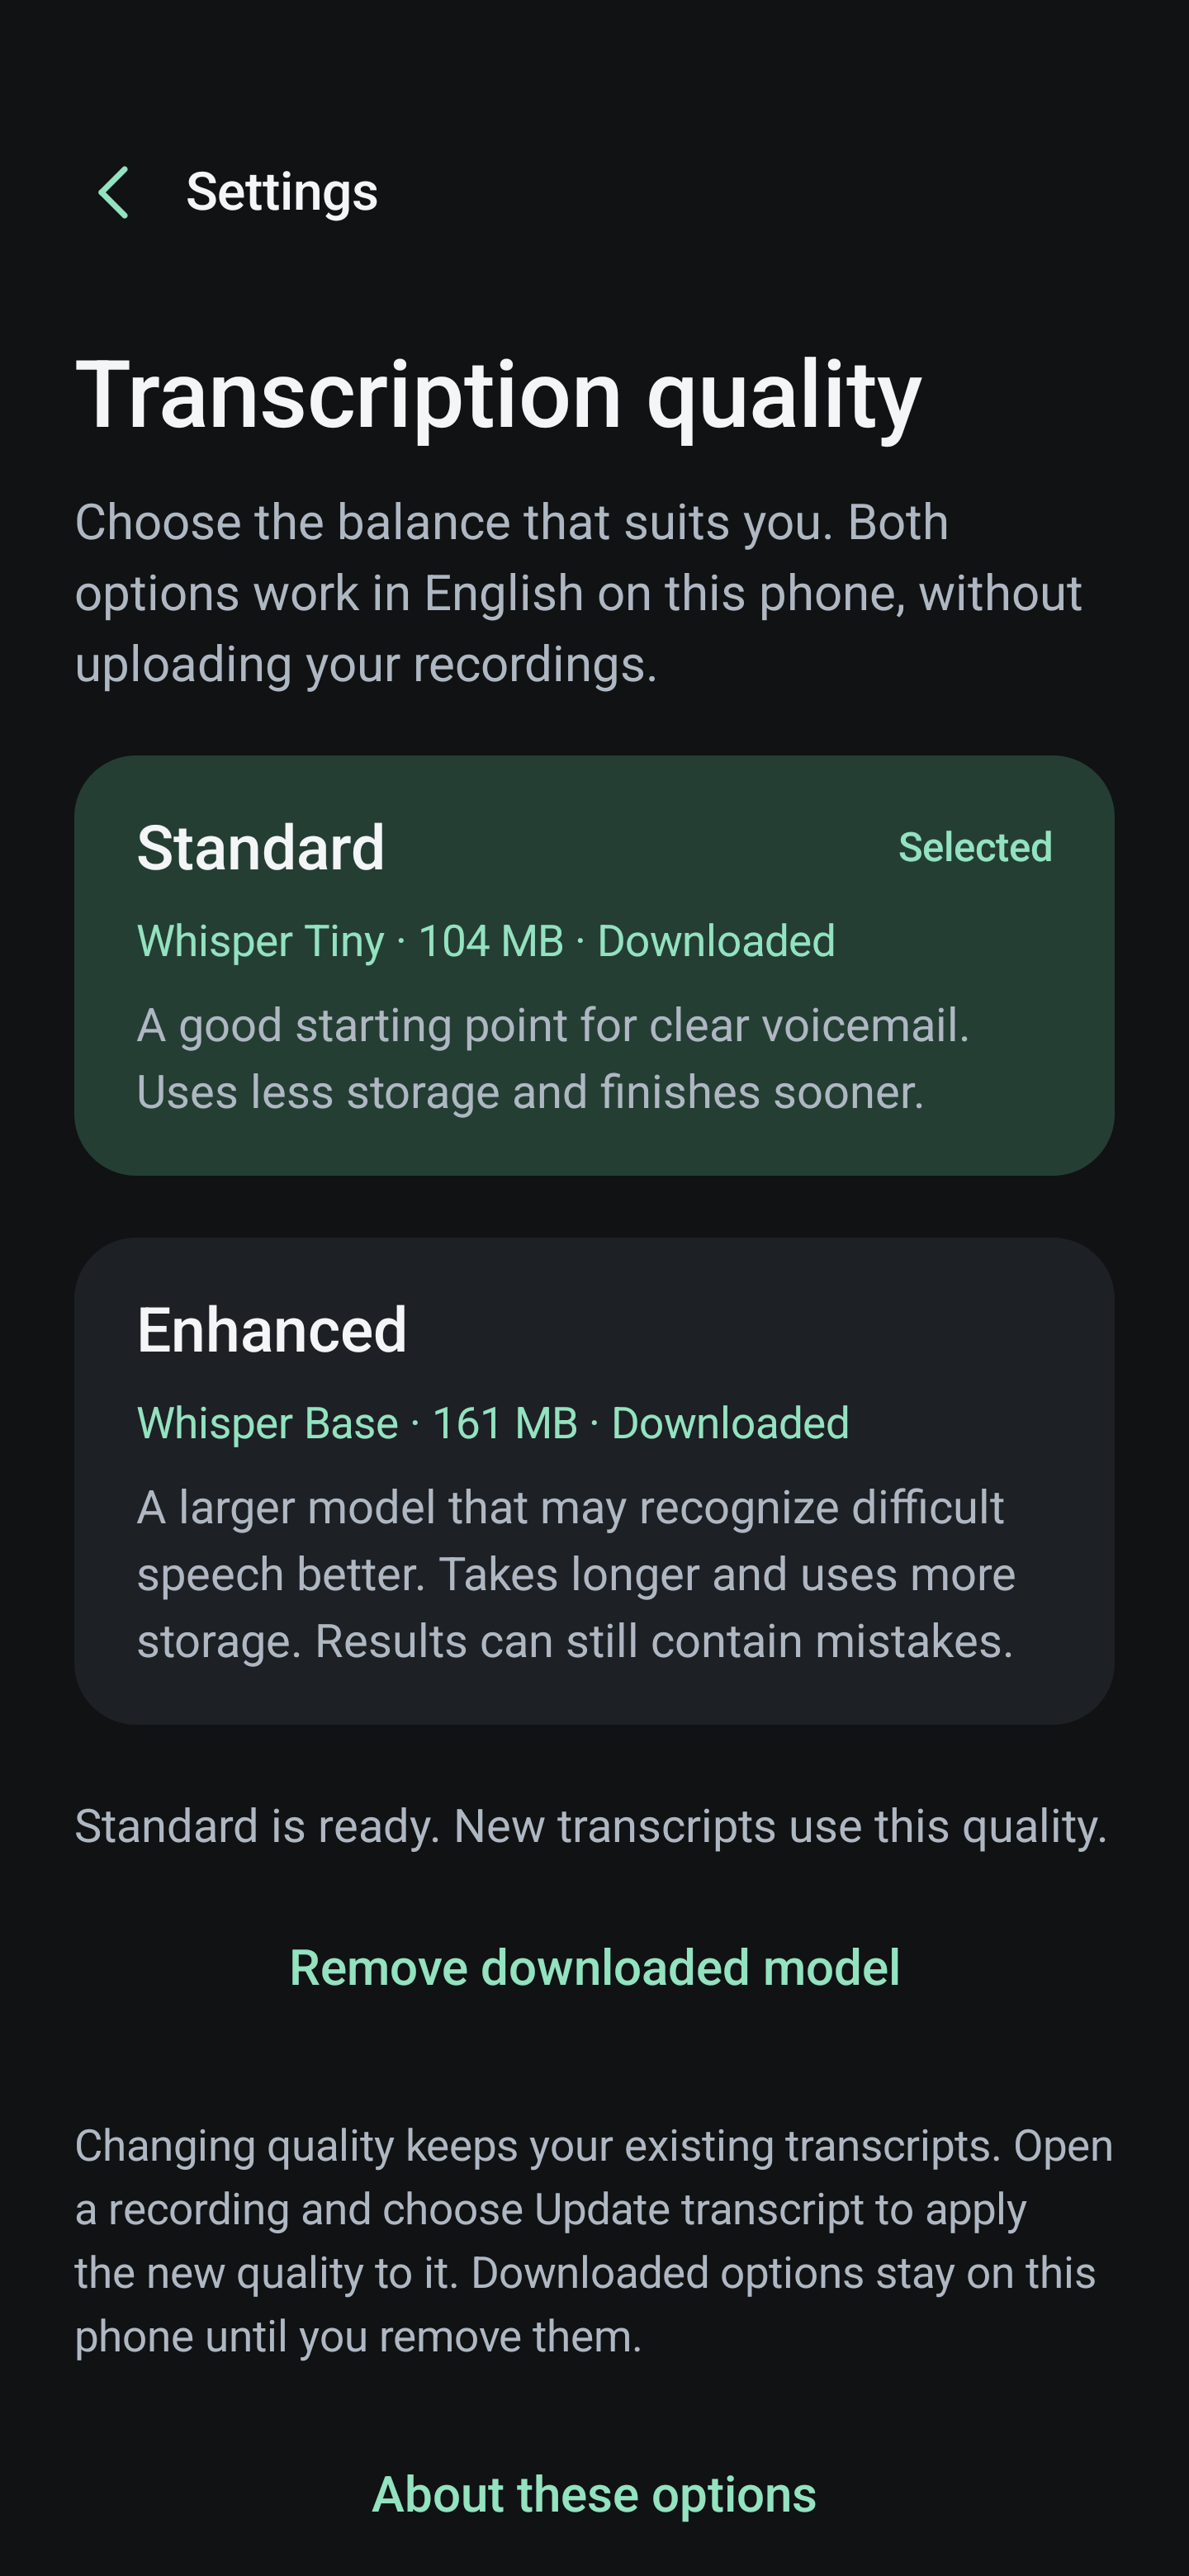 Settings
Transcription quality
Choose the balance that suits you. Both
options work in English on this phone, without
uploading your recordings.
Standard
Selected
Whisper Tiny · 104 MB · Downloaded
A good starting point for clear voicemail.
Uses less storage and finishes sooner.
Enhanced
Whisper Base · 161 MB · Downloaded
A larger model that may recognize difficult
speech better. Takes longer and uses more
storage. Results can still contain mistakes.
Standard is ready. New transcripts use this quality.
Remove downloaded model
Changing quality keeps your existing transcripts. Open
a recording and choose Update transcript to apply
the new quality to it. Downloaded options stay on this
phone until you remove them.
About these options